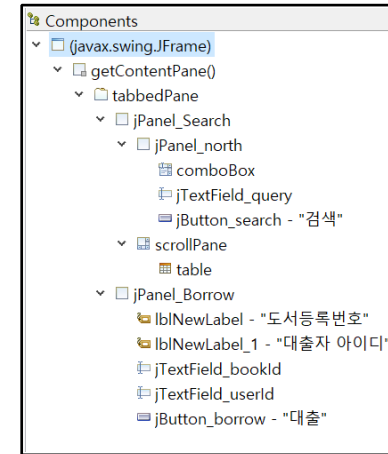 Components
(javax.swing.JFrame)
getContentPane()
tabbedPane
jPanel_Search
jPanel_north
comboBox
jTextField_query
jButton_search - "검색"
scrollPane
table
jPanel_Borrow
lblNewLabel - "도서등록번호"
lblNewLabel_1 - "대출자 아이디"
jTextField_bookId
jTextField_userId
jButton_borrow - "대출"